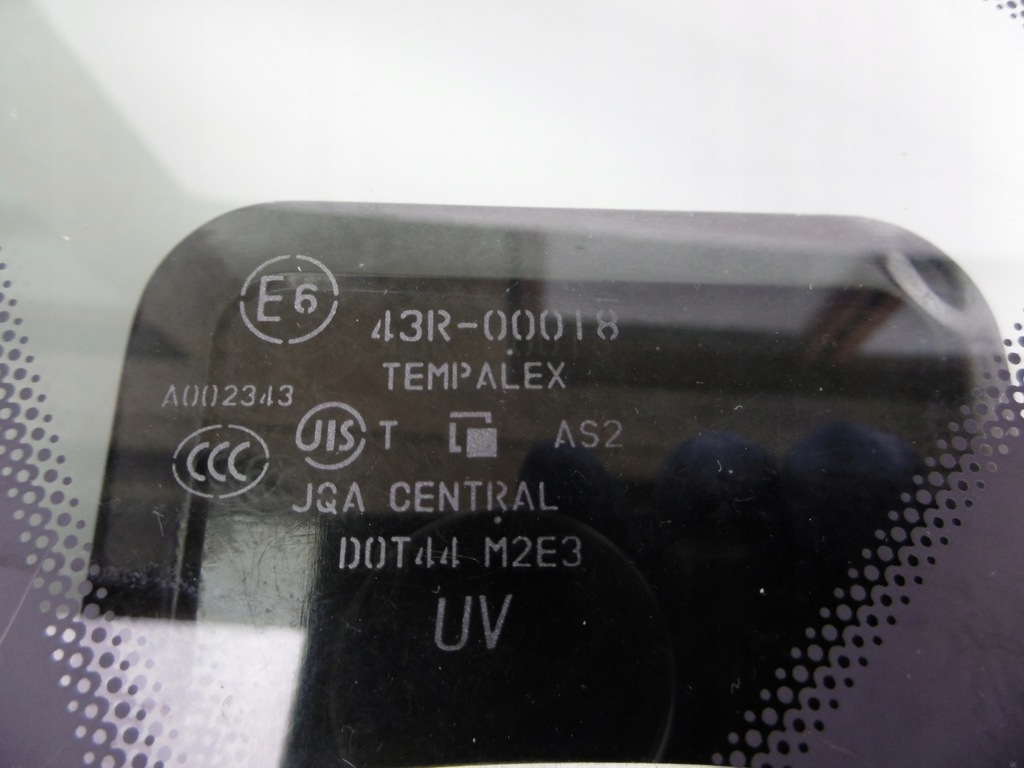 E6
43R-00018
TEMPALEX
A002343
CCC JIS T AS2
JQA CENTRAL
DOT44 M2E3
UV